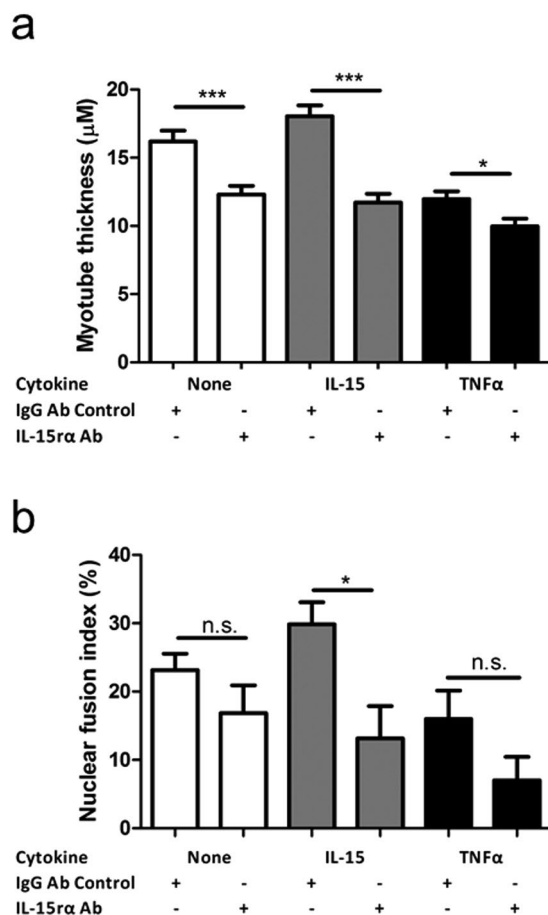 a
Myotube thickness (µM)
20
15
10
5
0
***
***
*
Cytokine None IL-15 TNFα
IgG Ab Control + - + - + -
IL-15rα Ab - + - + - +
b
Nuclear fusion index (%)
40
30
20
10
0
n.s.
*
n.s.
Cytokine None IL-15 TNFα
IgG Ab Control + - + - + -
IL-15rα Ab - + - + - +